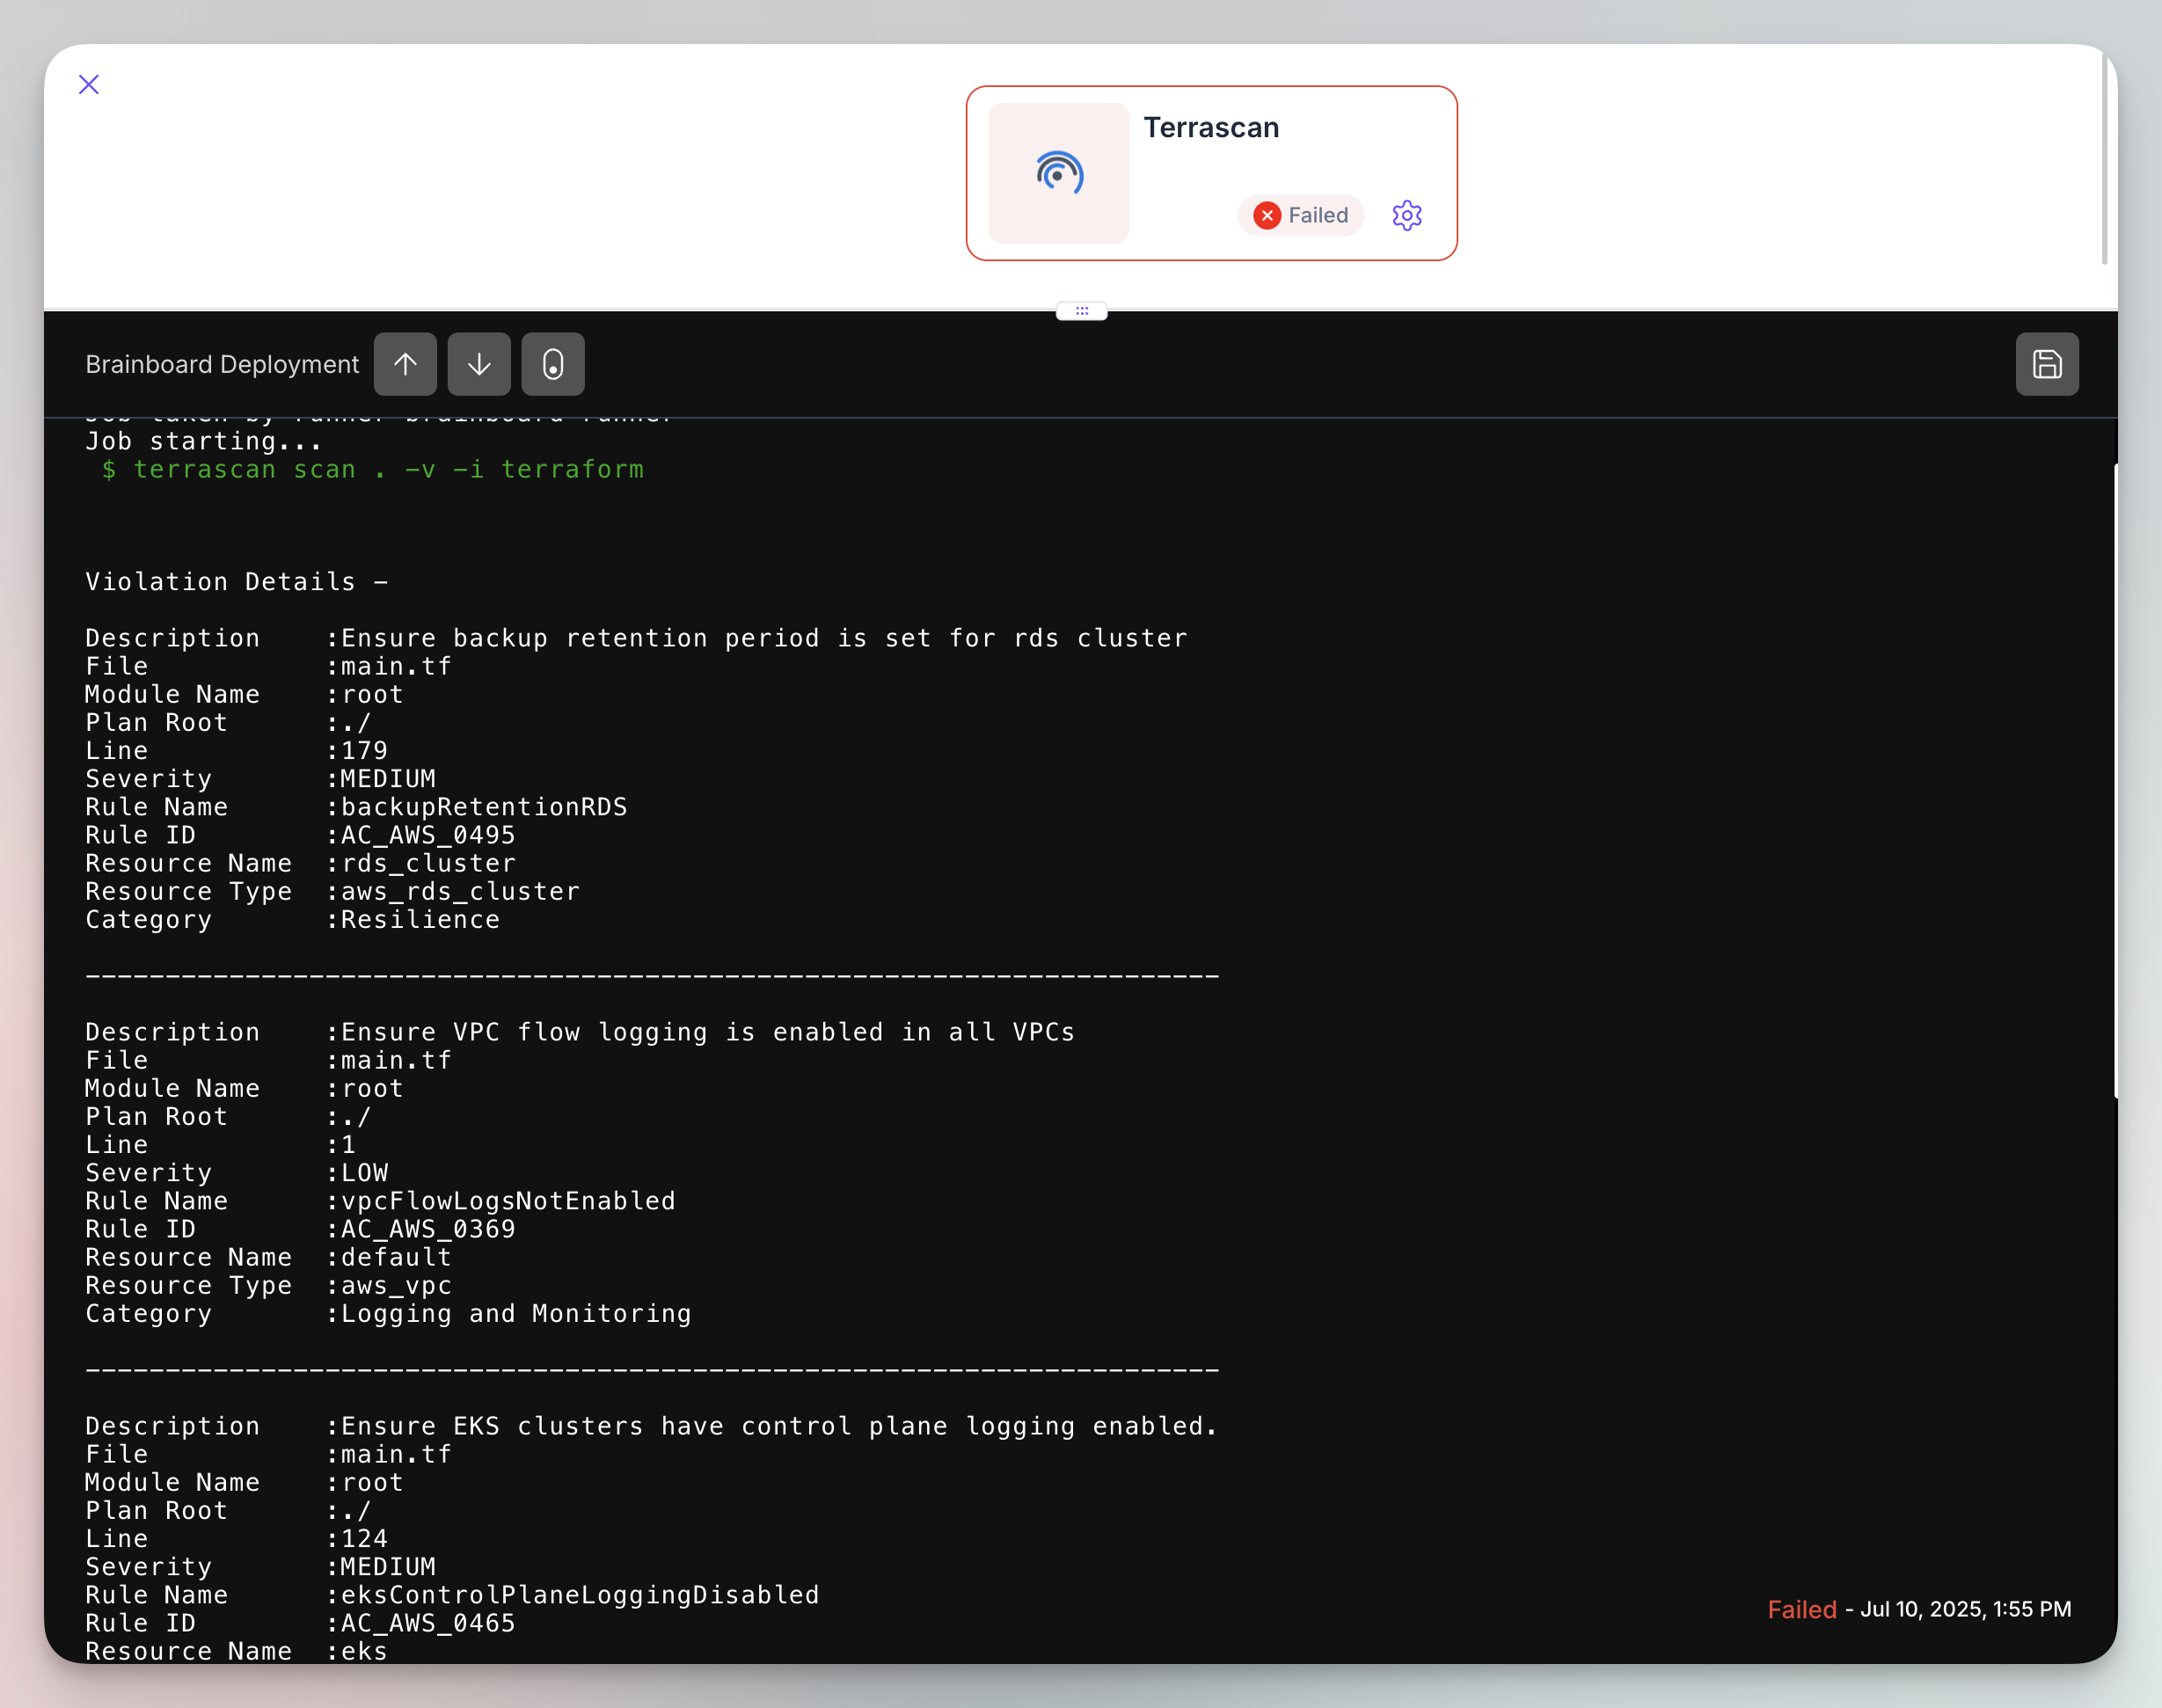 Terrascan
Failed
Brainboard Deployment
Job taken by runner brainboard runner
Job starting...
$ terrascan scan . -v -i terraform
Violation Details -
Description    :Ensure backup retention period is set for rds cluster
File           :main.tf
Module Name    :root
Plan Root      :./
Line           :179
Severity       :MEDIUM
Rule Name      :backupRetentionRDS
Rule ID        :AC_AWS_0495
Resource Name  :rds_cluster
Resource Type  :aws_rds_cluster
Category       :Resilience
-----------------------------------------------------------------------
Description    :Ensure VPC flow logging is enabled in all VPCs
File           :main.tf
Module Name    :root
Plan Root      :./
Line           :1
Severity       :LOW
Rule Name      :vpcFlowLogsNotEnabled
Rule ID        :AC_AWS_0369
Resource Name  :default
Resource Type  :aws_vpc
Category       :Logging and Monitoring
-----------------------------------------------------------------------
Description    :Ensure EKS clusters have control plane logging enabled.
File           :main.tf
Module Name    :root
Plan Root      :./
Line           :124
Severity       :MEDIUM
Rule Name      :eksControlPlaneLoggingDisabled
Rule ID        :AC_AWS_0465
Resource Name  :eks
Failed - Jul 10, 2025, 1:55 PM